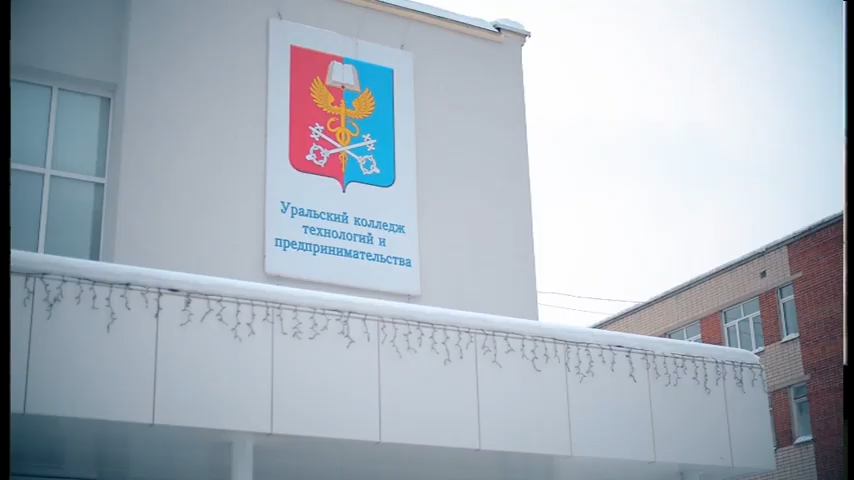 Уральский колледж
технологий и
предпринимательства